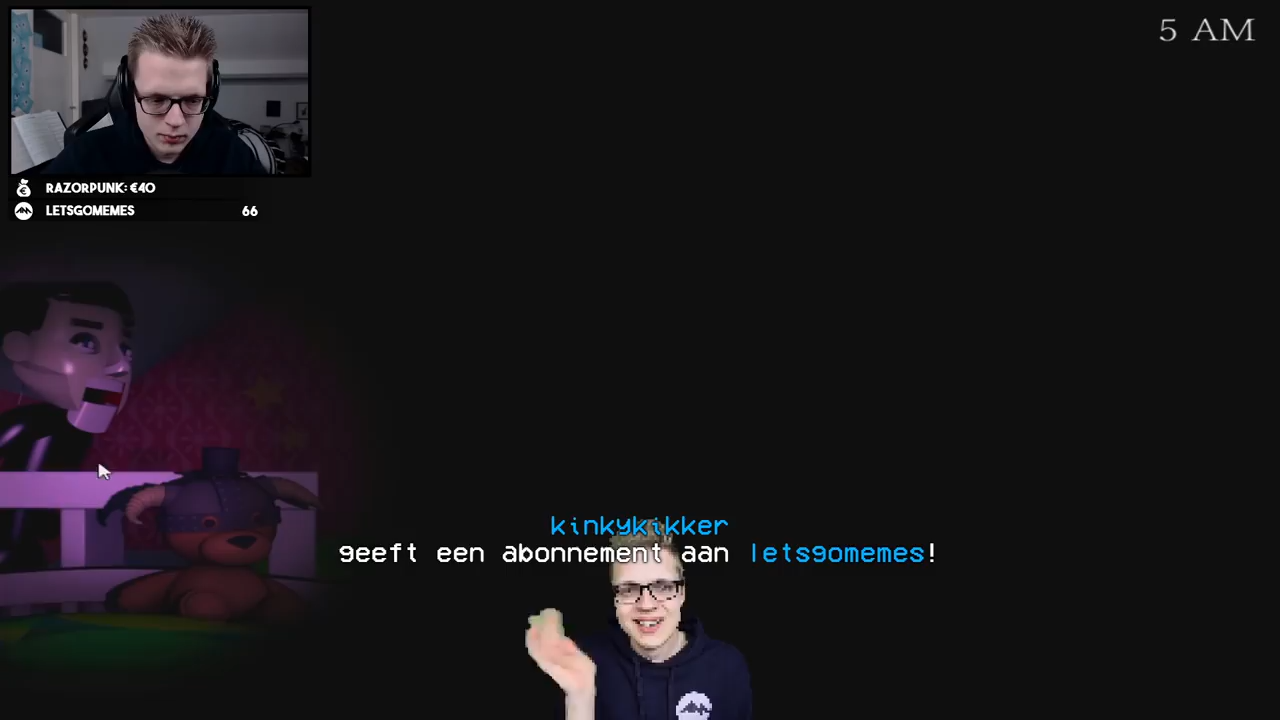 5 AM
RAZORPUNK: €40
LETSGOMEMES 66
kinkykikker
geeft een abonnement aan letsgomemes!